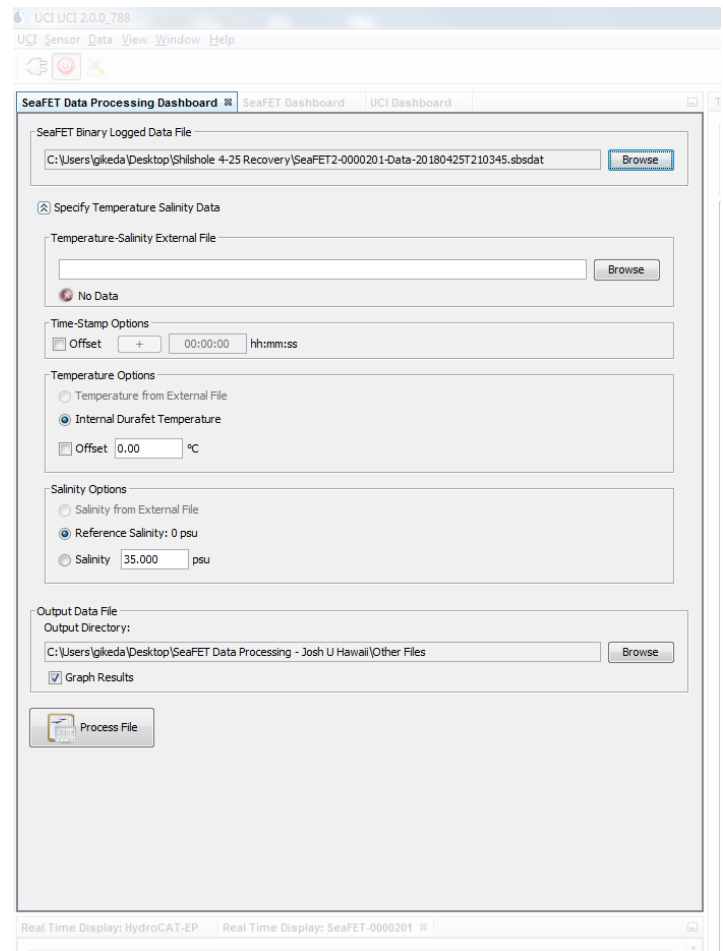 UCI UCI 2.0.0_788
UCI Sensor Data View Window Help
SeaFET Data Processing Dashboard SeaFET Dashboard UCI Dashboard
SeaFET Binary Logged Data File
C:\Users\gikeda\Desktop\Shilshole 4-25 Recovery\SeaFET2-0000201-Data-20180425T210345.sbsdat Browse
Specify Temperature Salinity Data
Temperature-Salinity External File
Browse
No Data
Time-Stamp Options
Offset + 00:00:00 hh:mm:ss
Temperature Options
Temperature from External File
Internal Durafet Temperature
Offset 0.00 ºC
Salinity Options
Salinity from External File
Reference Salinity: 0 psu
Salinity 35.000 psu
Output Data File
Output Directory:
C:\Users\gikeda\Desktop\SeaFET Data Processing - Josh U Hawaii\Other Files Browse
Graph Results
Process File
Real Time Display: HydroCAT-EP Real Time Display: SeaFET-0000201